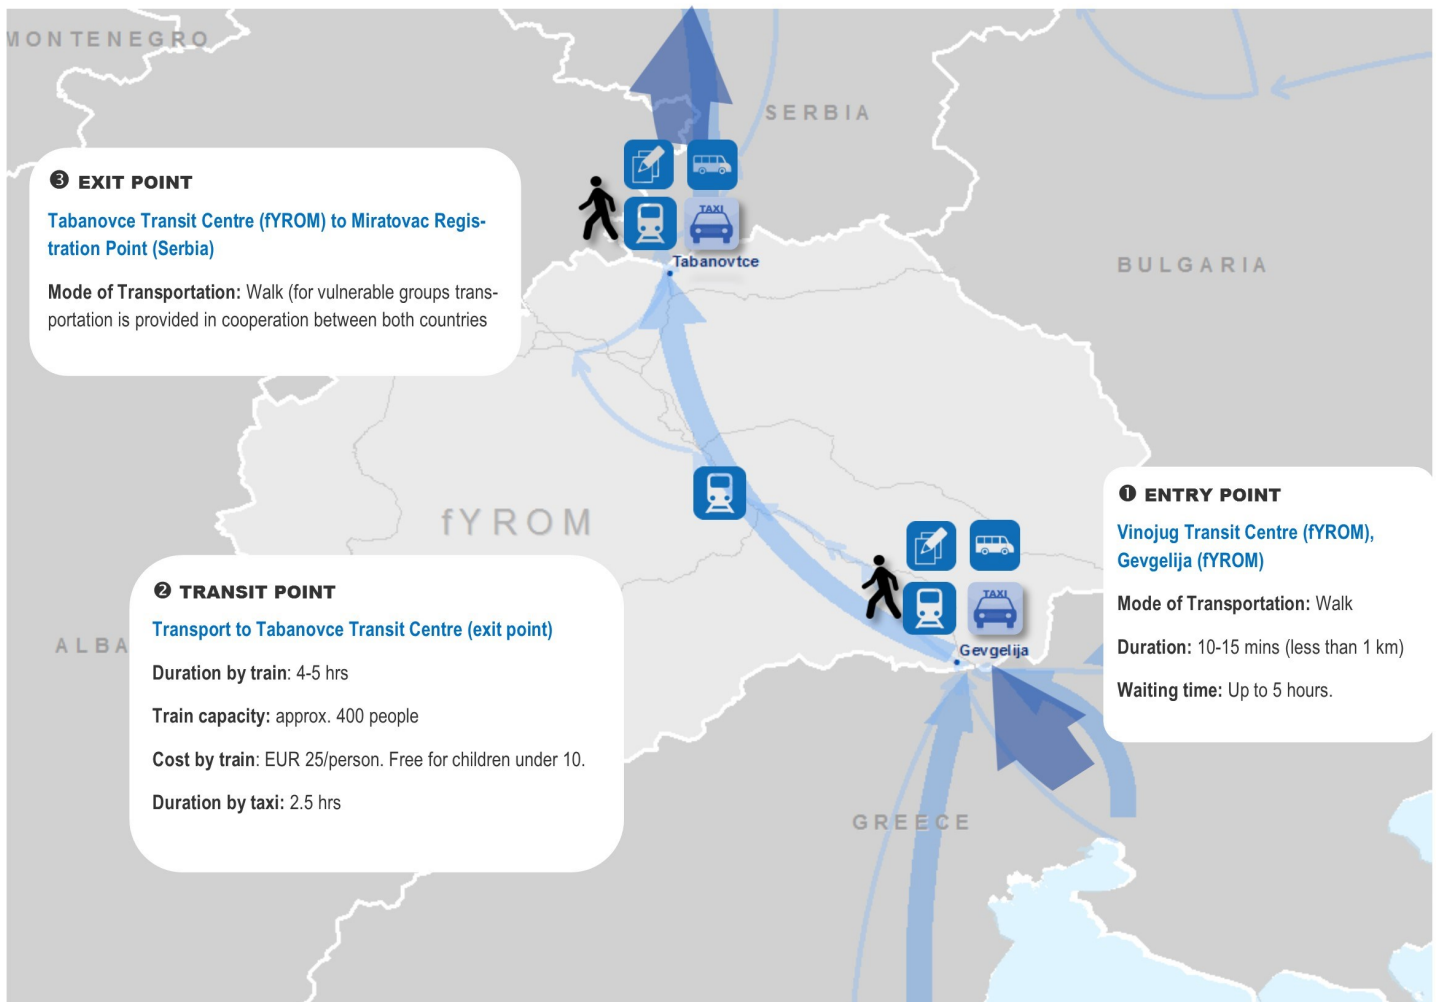 MONTENEGRO
SERBIA
BULGARIA
❸ EXIT POINT
Tabanovce Transit Centre (fYROM) to Miratovac Regis-
tration Point (Serbia)
Mode of Transportation: Walk (for vulnerable groups trans-
portation is provided in cooperation between both countries
TAXI
Tabanovtce
fYROM
❶ ENTRY POINT
Vinojug Transit Centre (fYROM),
Gevgelija (fYROM)
Mode of Transportation: Walk
Duration: 10-15 mins (less than 1 km)
Waiting time: Up to 5 hours.
TAXI
Gevgelija
❷ TRANSIT POINT
Transport to Tabanovce Transit Centre (exit point)
Duration by train: 4-5 hrs
Train capacity: approx. 400 people
Cost by train: EUR 25/person. Free for children under 10.
Duration by taxi: 2.5 hrs
ALBA
GREECE